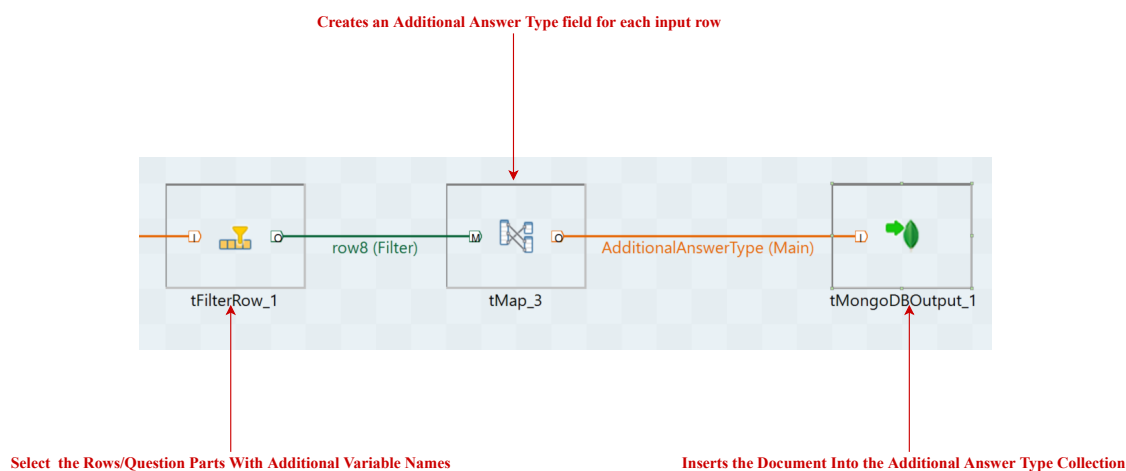 Creates an Additional Answer Type field for each input row
I O row8 (Filter) M O AdditionalAnswerType (Main) I
tFilterRow_1 tMap_3 tMongoDBOutput_1
Select the Rows/Question Parts With Additional Variable Names Inserts the Document Into the Additional Answer Type Collection